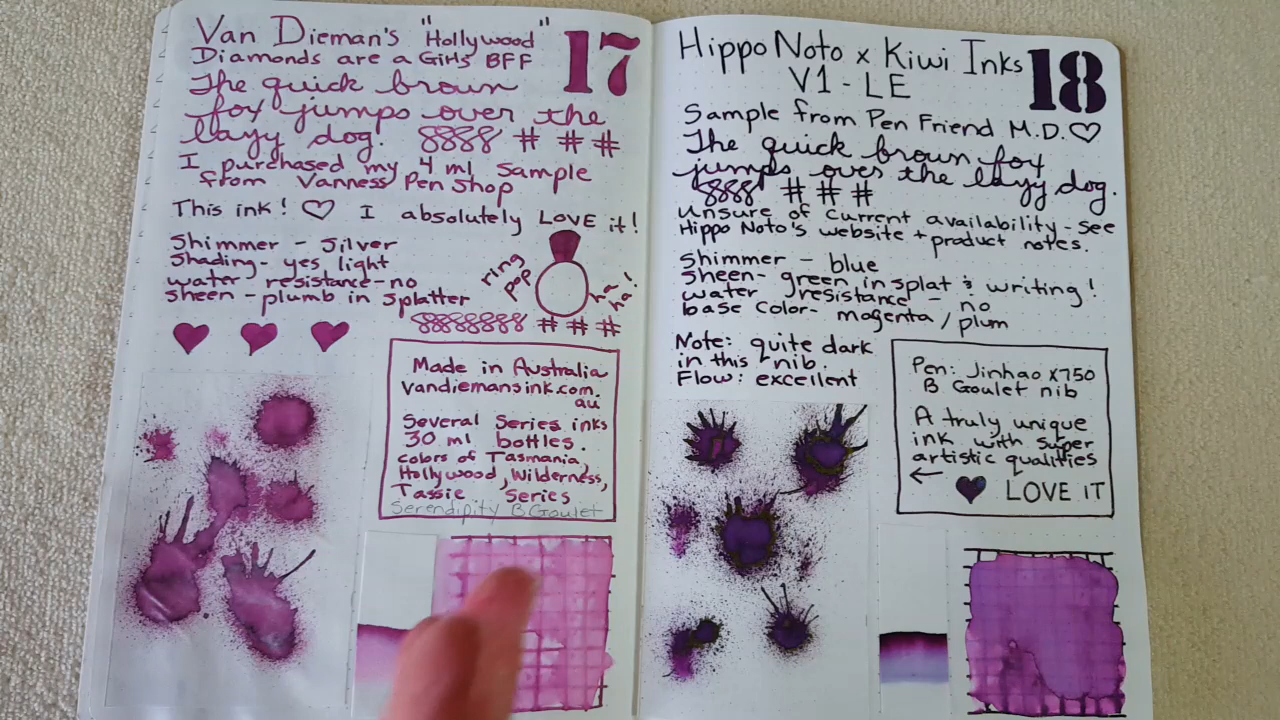 Van Dieman's "Hollywood"
Diamonds are a Girls BFF
17
The quick brown
fox jumps over the
lazy dog. 8888 # # #
I purchased my 4 ml sample
from Vanness Pen Shop
This ink! ♡ I absolutely LOVE it!
Shimmer - Silver
Shading - yes light
water resistance - no
sheen - plumb in splatter
ring
pop
ha!
ha!
88888888 # # #
Made in Australia
vandiemansink.com.
au
Several Series inks
30 ml bottles.
colors of Tasmania,
Hollywood, Wilderness,
Tassie Series
Serendipity B Goulet
Hippo Noto x Kiwi Inks
V1 - LE
18
Sample from Pen Friend M.D. ♡
The quick brown fox
jumps over the lazy dog.
888 # # #
unsure of current availability - see
Hippo Noto's website + product notes.
Shimmer - blue
Sheen - green in splat & writing!
water resistance - no
base color - magenta / plum
Note: quite dark
in this nib.
Flow: excellent
Pen: Jinhao x750
B Goulet nib
A truly unique
ink with super
artistic qualities
← ♥ LOVE IT